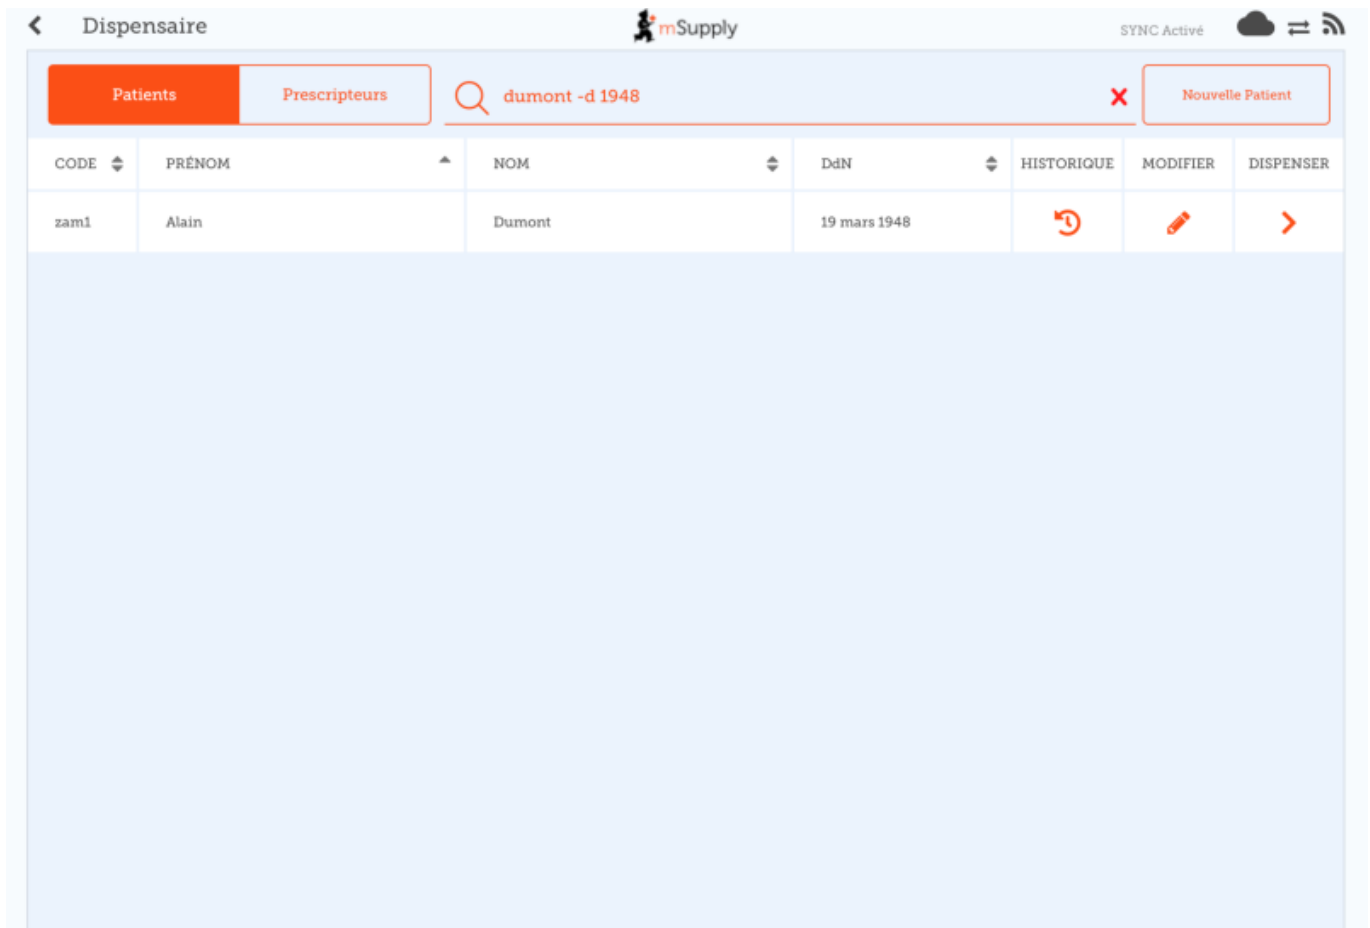 Dispensaire
mSupply
SYNC Activé
Patients
Prescripteurs
dumont -d 1948
Nouvelle Patient
CODE PRÉNOM NOM DdN HISTORIQUE MODIFIER DISPENSER
zam1 Alain Dumont 19 mars 1948